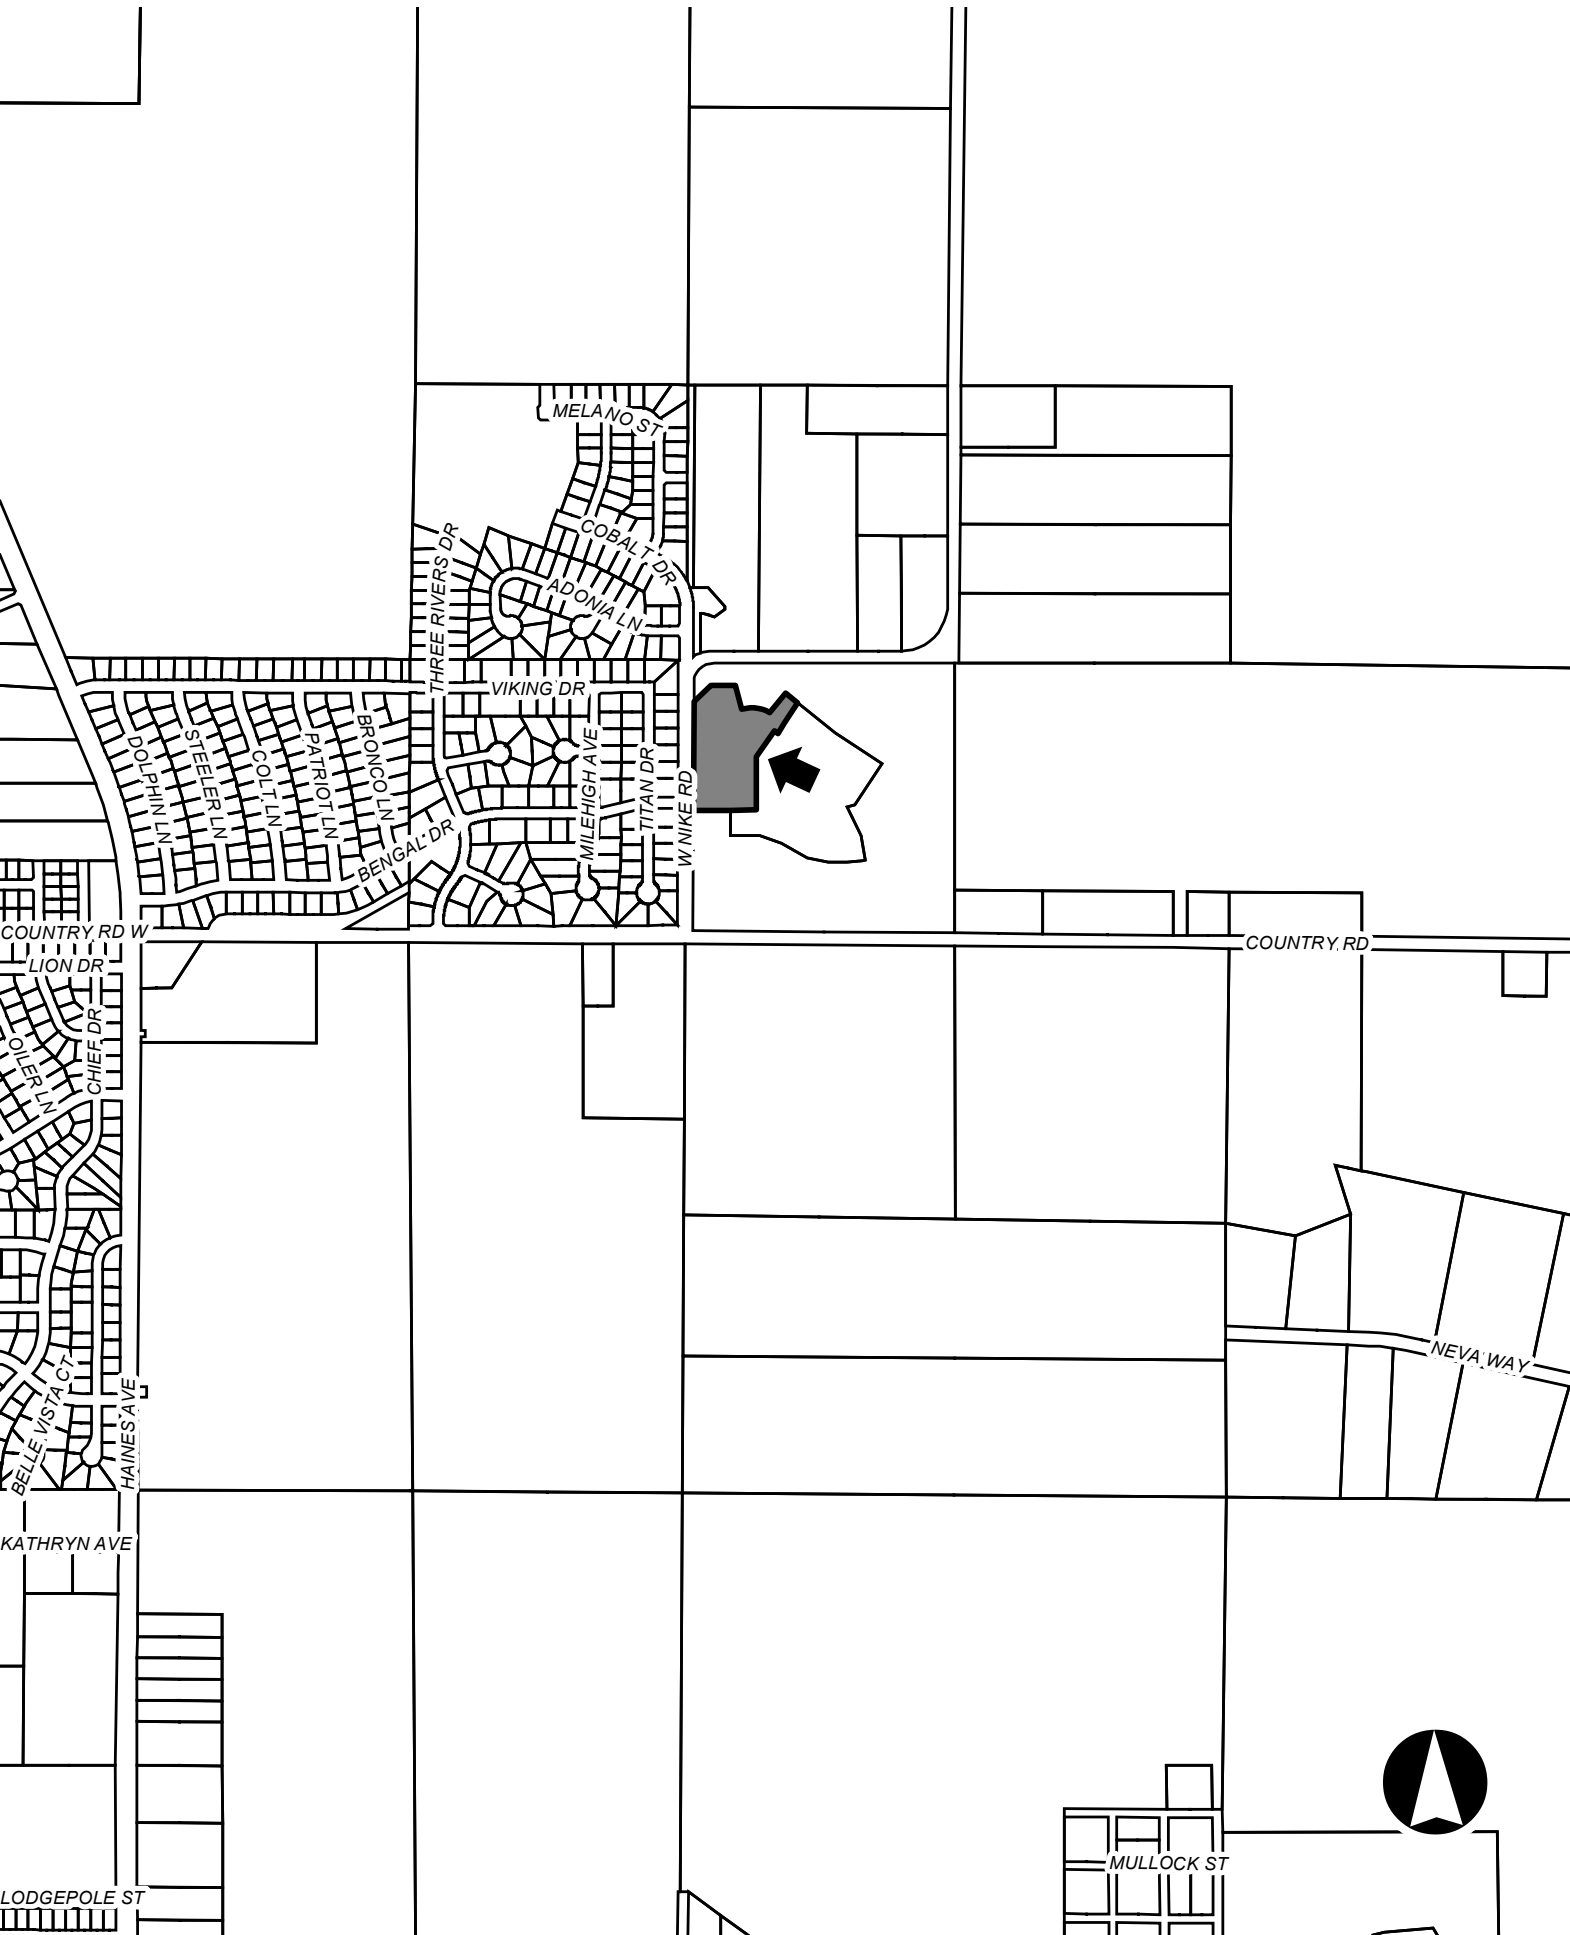 MELANO ST
COBALT DR
THREE RIVERS DR
ADONIA LN
VIKING DR
DOLPHIN LN
STEELER LN
COLT LN
PATRIOT LN
BRONCO LN
MILEHIGH AVE
TITAN DR
W NIKE RD
BENGAL DR
COUNTRY RD W
COUNTRY RD
LION DR
CHIEF DR
OILER LN
NEVA WAY
BELLE VISTA CT
HAINES AVE
KATHRYN AVE
MULLOCK ST
LODGEPOLE ST